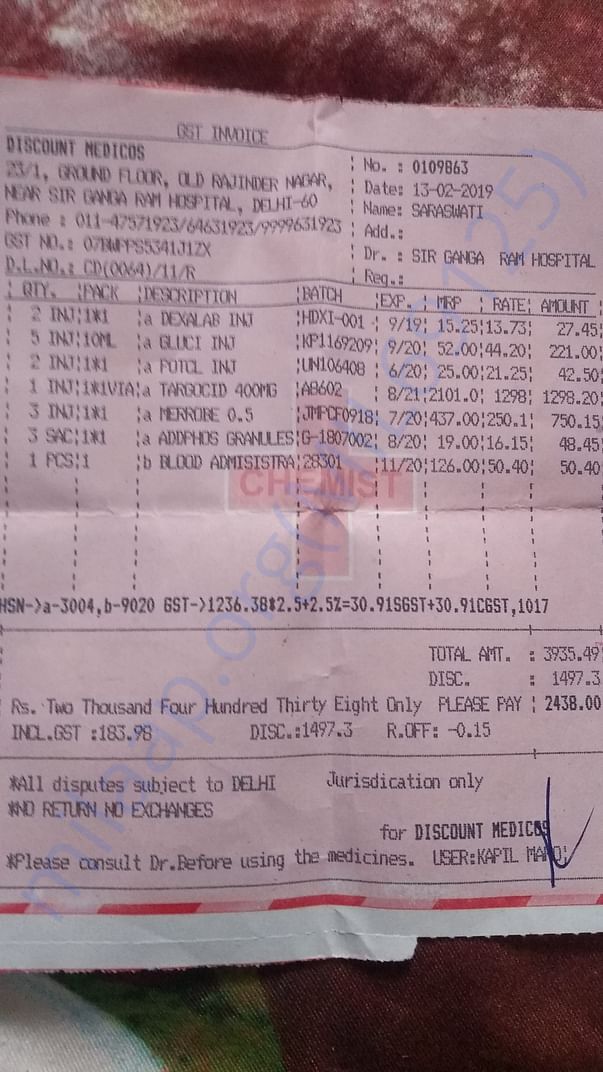 GST INVOICE
DISCOUNT MEDICOS
23/1, GROUND FLOOR, OLD RAJINDER NAGAR,
NEAR SIR GANGA RAM HOSPITAL, DELHI-60
Phone : 011-47571923/64631923/9999631923
GST NO.: 07BWPPS5341J1ZX
D.L.NO.: CD(0064)/11/R
No. : 0109863
Date: 13-02-2019
Name: SARASWATI
Add.:
Dr. : SIR GANGA RAM HOSPITAL
Reg.:
QTY. PACK DESCRIPTION BATCH EXP. MRP RATE AMOUNT
2 INJ 1*1 a DEXALAB INJ HDXI-001 9/19 15.25 13.73 27.45
5 INJ 10ML a GLUCI INJ KP1169209 9/20 52.00 44.20 221.00
2 INJ 1*1 a POTCL INJ UN106408 6/20 25.00 21.25 42.50
1 INJ 1*1VIA a TARGOCID 400MG A8602 8/21 2101.0 1298 1298.20
3 INJ 1*1 a MERROBE 0.5 JMPCF0918 7/20 437.00 250.1 750.15
3 SAC 1*1 a ADDPHOS GRANULES G-1807002 8/20 19.00 16.15 48.45
1 PCS 1 b BLOOD ADMISISTRA 28301 11/20 126.00 50.40 50.40
CHEMIST
HSN->a-3004,b-9020 GST->1236.38*2.5+2.5%=30.91SGST+30.91CGST,1017
TOTAL AMT. : 3935.49
DISC. : 1497.3
Rs. Two Thousand Four Hundred Thirty Eight Only PLEASE PAY : 2438.00
INCL.GST :183.98 DISC.:1497.3 R.OFF: -0.15
*All disputes subject to DELHI Jurisdication only
*NO RETURN NO EXCHANGES
for DISCOUNT MEDICOS
*Please consult Dr.Before using the medicines. USER:KAPIL